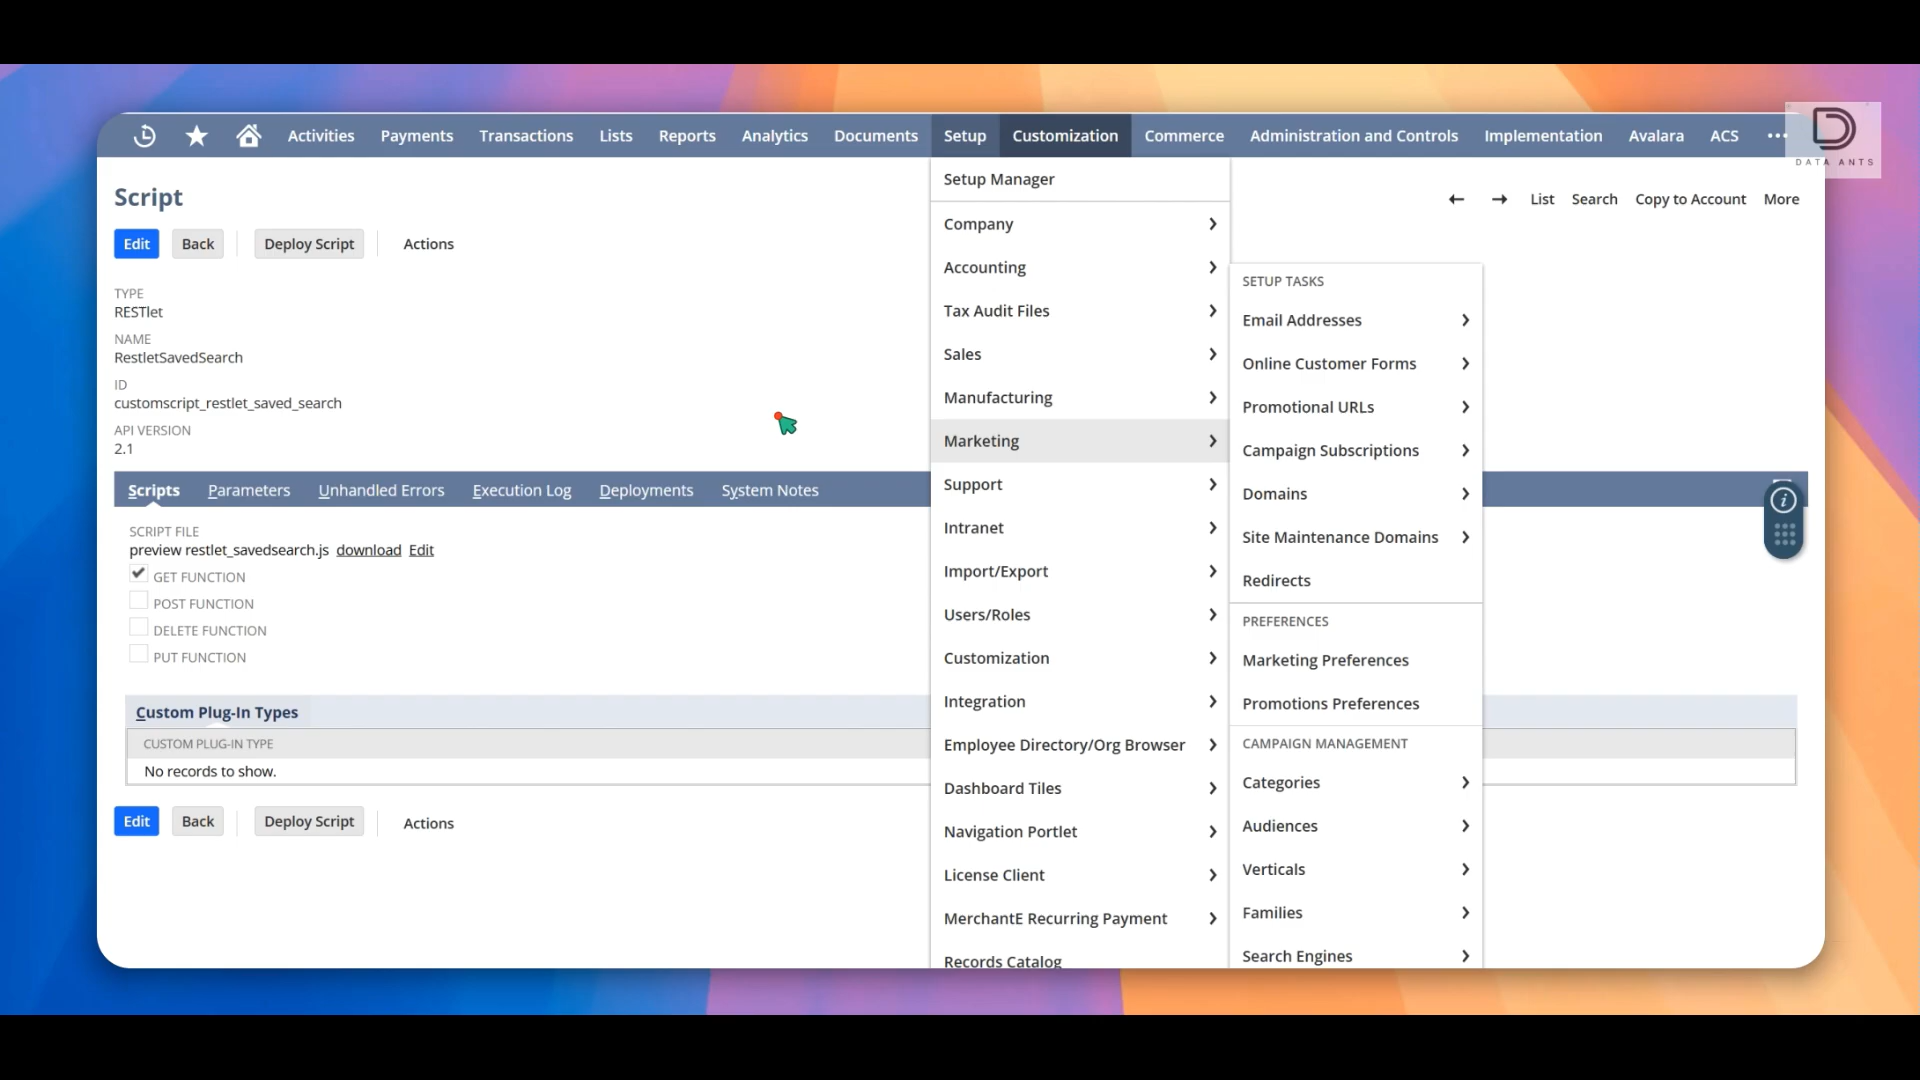 Activities Payments Transactions Lists Reports Analytics Documents Setup Customization Commerce Administration and Controls Implementation Avalara ACS
DATA ANTS
Script
List Search Copy to Account More
Edit Back Deploy Script Actions
TYPE
RESTlet
NAME
RestletSavedSearch
ID
customscript_restlet_saved_search
API VERSION
2.1
Scripts Parameters Unhandled Errors Execution Log Deployments System Notes
SCRIPT FILE
preview restlet_savedsearch.js download Edit
GET FUNCTION
POST FUNCTION
DELETE FUNCTION
PUT FUNCTION
Custom Plug-In Types
CUSTOM PLUG-IN TYPE
No records to show.
Edit Back Deploy Script Actions
Setup Manager
Company
Accounting
Tax Audit Files
Sales
Manufacturing
Marketing
Support
Intranet
Import/Export
Users/Roles
Customization
Integration
Employee Directory/Org Browser
Dashboard Tiles
Navigation Portlet
License Client
MerchantE Recurring Payment
Records Catalog
SETUP TASKS
Email Addresses
Online Customer Forms
Promotional URLs
Campaign Subscriptions
Domains
Site Maintenance Domains
Redirects
PREFERENCES
Marketing Preferences
Promotions Preferences
CAMPAIGN MANAGEMENT
Categories
Audiences
Verticals
Families
Search Engines